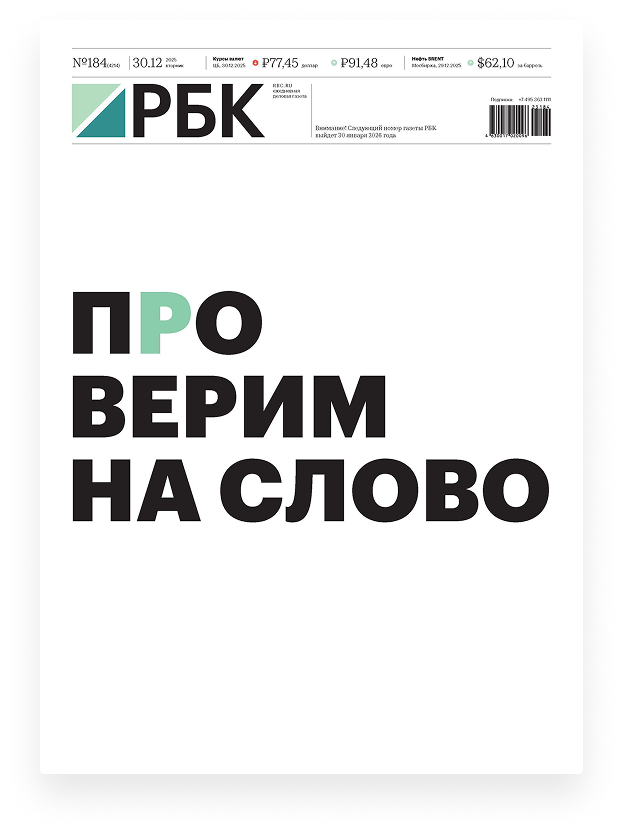 №184 (4214) 30.12 2025 вторник Курсы валют ЦБ, 30.12.2025 ₽77,45 доллар ₽91,48 евро Нефть BRENT Мосбиржа, 29.12.2025 $62,10 за баррель
РБК
RBC.RU
ежедневная
деловая газета
Внимание! Следующий номер газеты РБК
выйдет 30 января 2026 года
Подписка: +7 495 363 1111
25184
ПРО
ВЕРИМ
НА СЛОВО